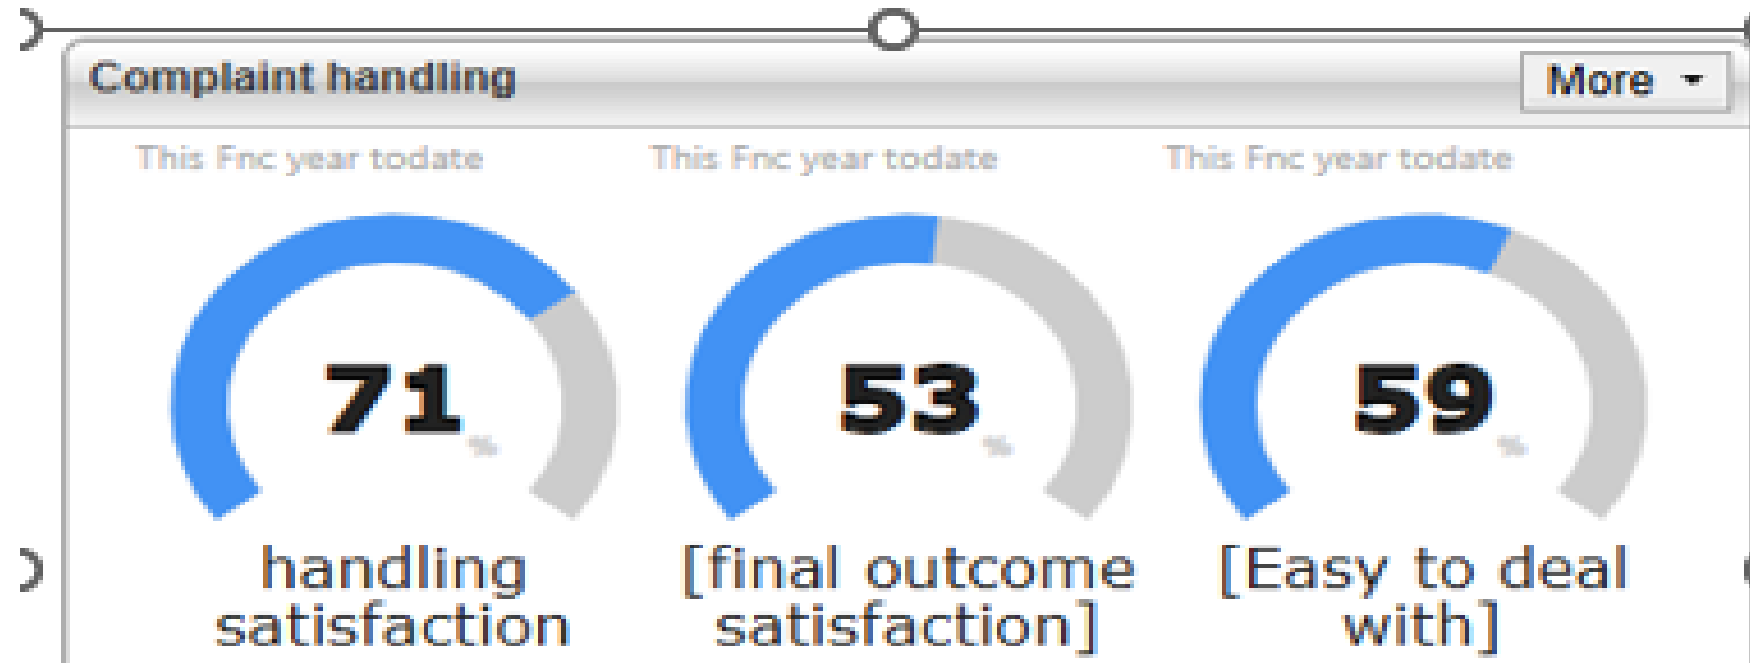 Complaint handling
More
This Fnc year todate
This Fnc year todate
This Fnc year todate
71 %
53 %
59 %
handling
satisfaction
[final outcome
satisfaction]
[Easy to deal
with]